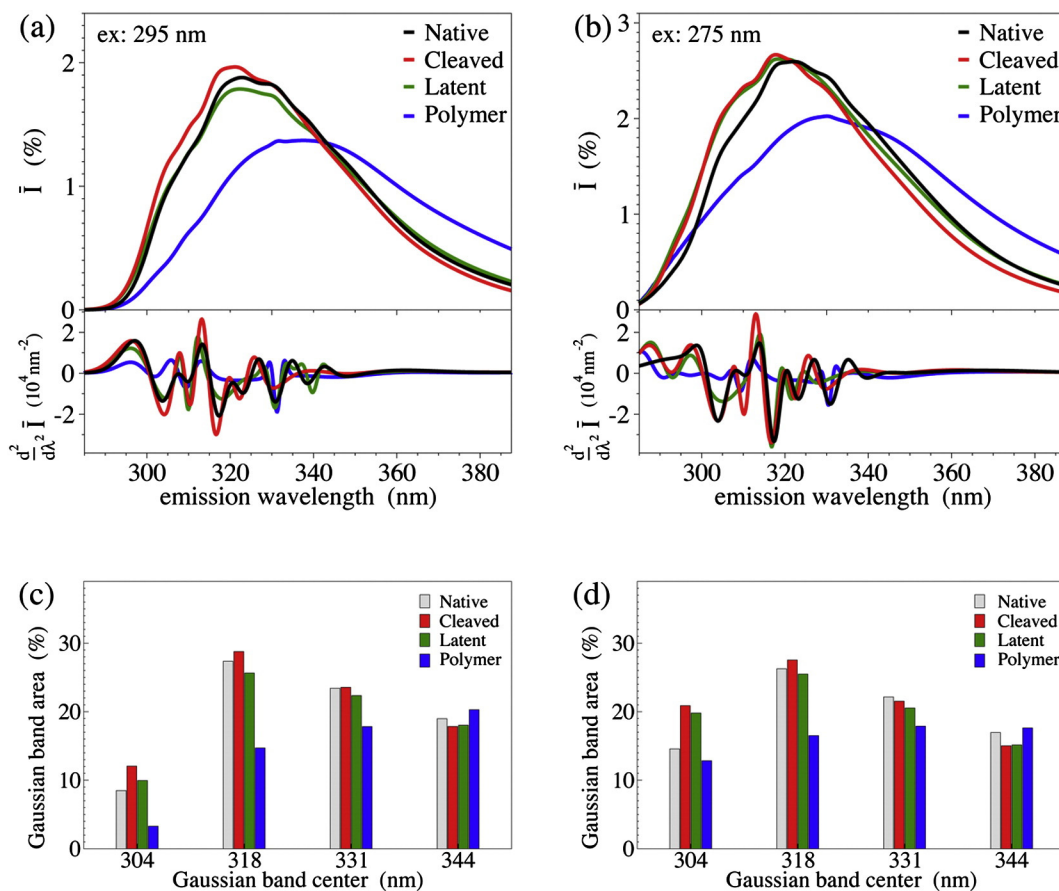 (a)
ex: 295 nm
Native
Cleaved
Latent
Polymer
2
1
0
Ī (%)
2
0
-2
d²/dλ² Ī (10⁴ nm⁻²)
300 320 340 360 380
emission wavelength (nm)
(b)
ex: 275 nm
Native
Cleaved
Latent
Polymer
3
2
1
0
Ī (%)
2
0
-2
d²/dλ² Ī (10⁴ nm⁻²)
300 320 340 360 380
emission wavelength (nm)
(c)
Native
Cleaved
Latent
Polymer
30
20
10
0
Gaussian band area (%)
304 318 331 344
Gaussian band center (nm)
(d)
Native
Cleaved
Latent
Polymer
30
20
10
0
Gaussian band area (%)
304 318 331 344
Gaussian band center (nm)